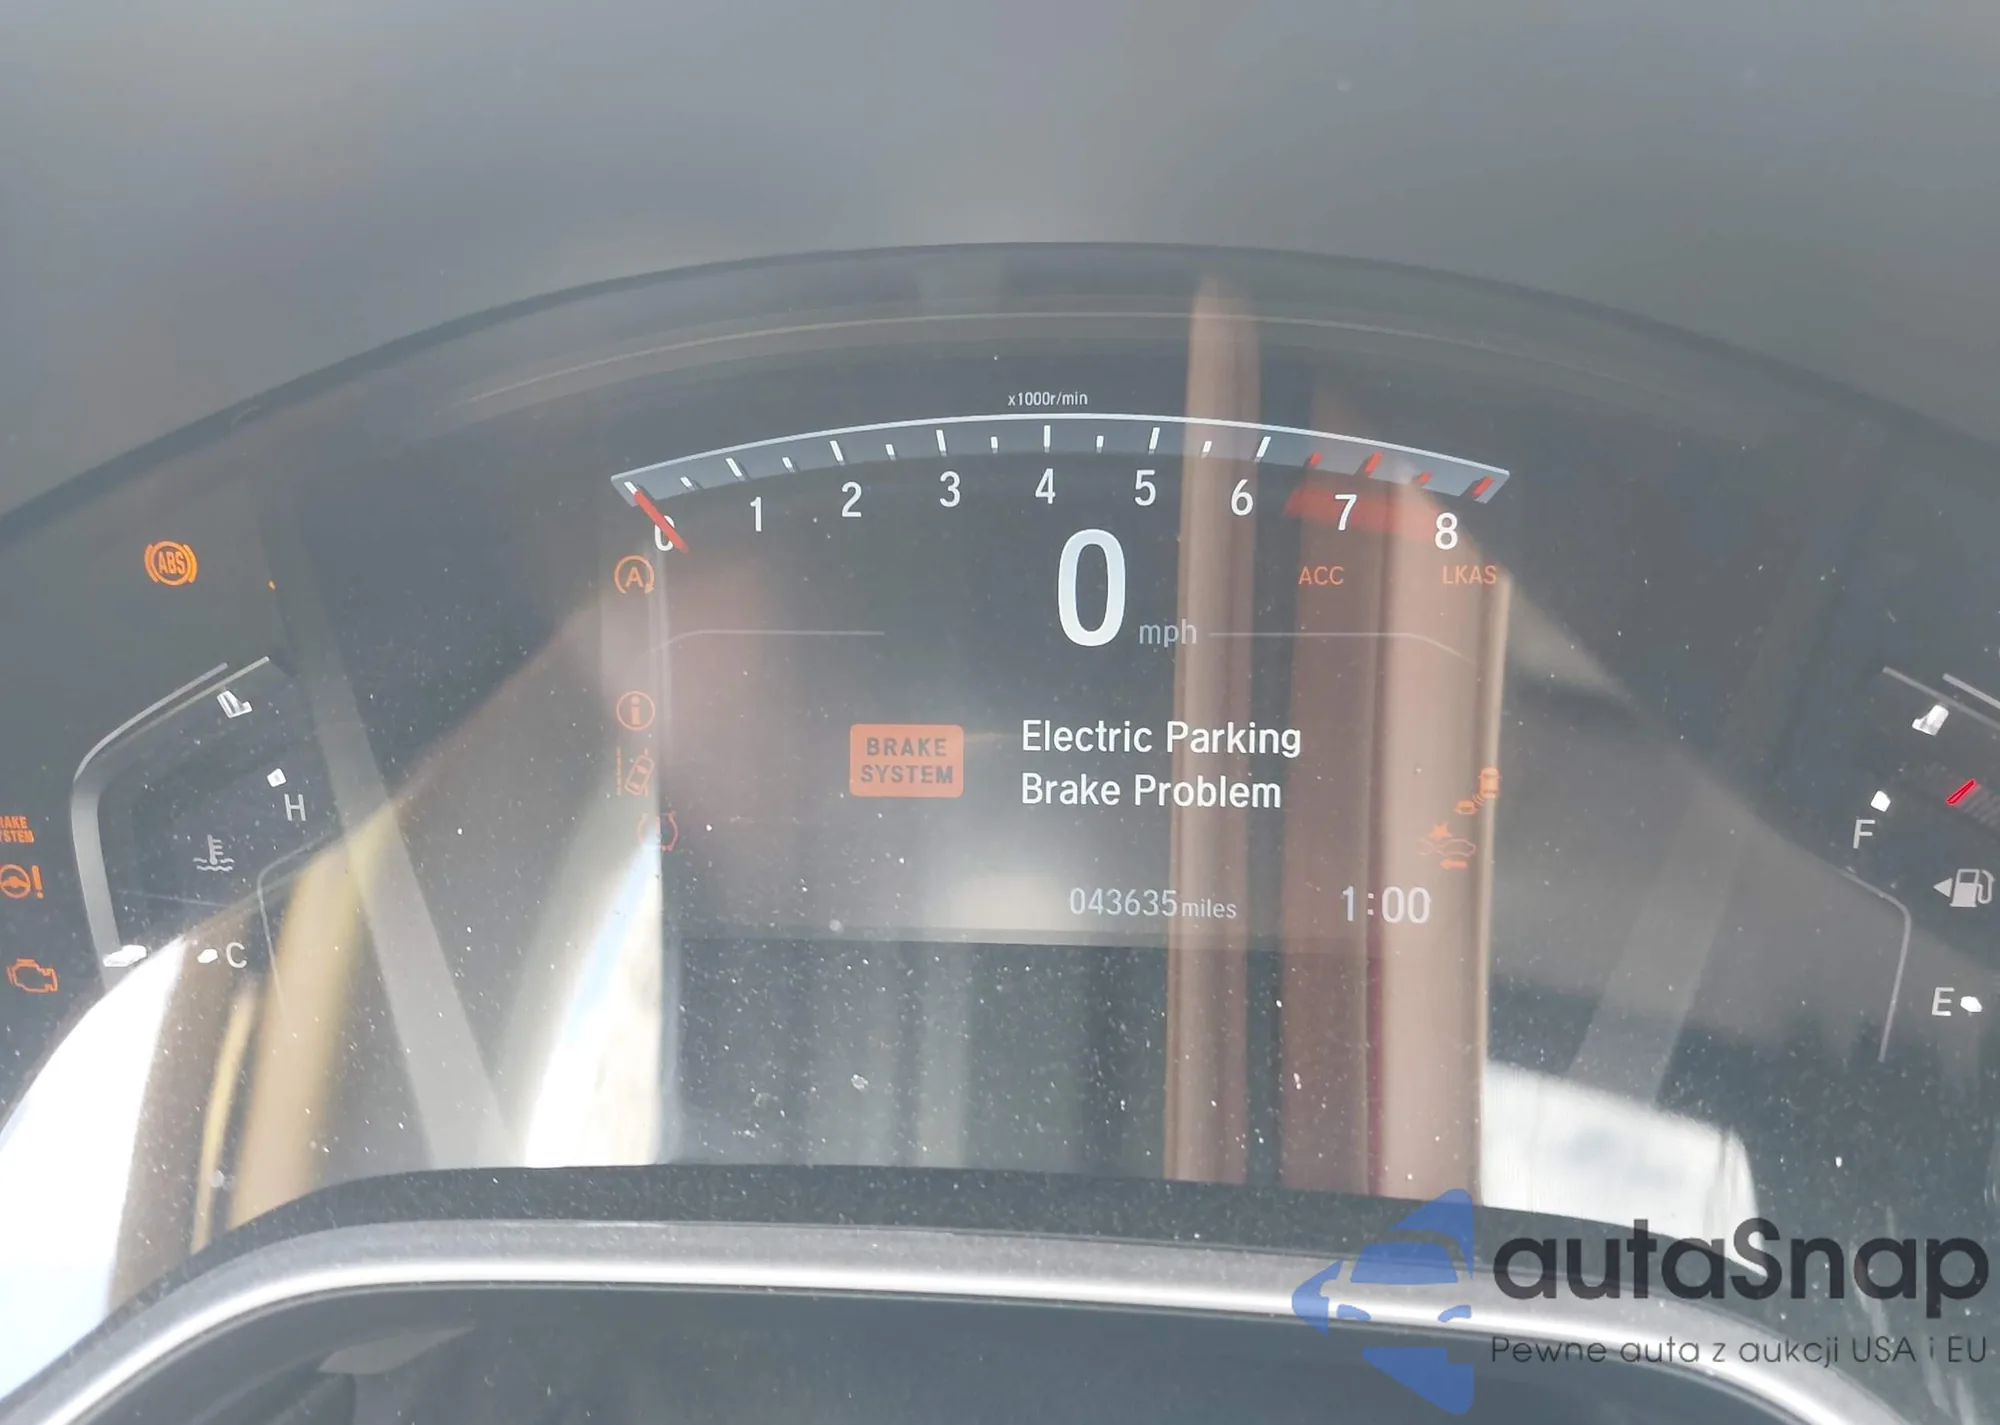 x1000r/min
1 2 3 4 5 6 7 8
ABS
A
0 mph
ACC
LKAS
i
BRAKE
SYSTEM
Electric Parking
Brake Problem
H
F
043635 miles
1:00
C
E
autaSnap
Pewne auta z aukcji USA i EU